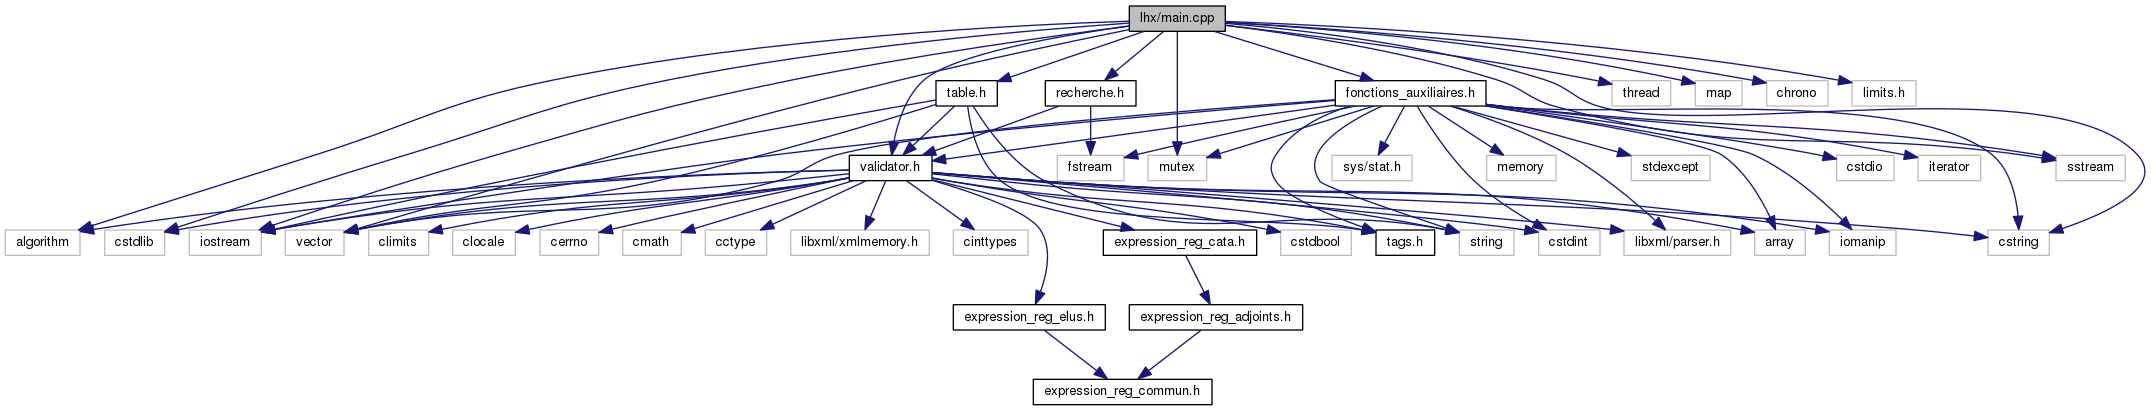 lhx/main.cpp
table.h
recherche.h
fonctions_auxiliaires.h
thread
map
chrono
limits.h
validator.h
fstream
mutex
sys/stat.h
memory
stdexcept
cstdio
iterator
sstream
algorithm
cstdlib
iostream
vector
climits
clocale
cerrno
cmath
cctype
libxml/xmlmemory.h
cinttypes
expression_reg_cata.h
cstdbool
tags.h
string
cstdint
libxml/parser.h
array
iomanip
cstring
expression_reg_elus.h
expression_reg_adjoints.h
expression_reg_commun.h